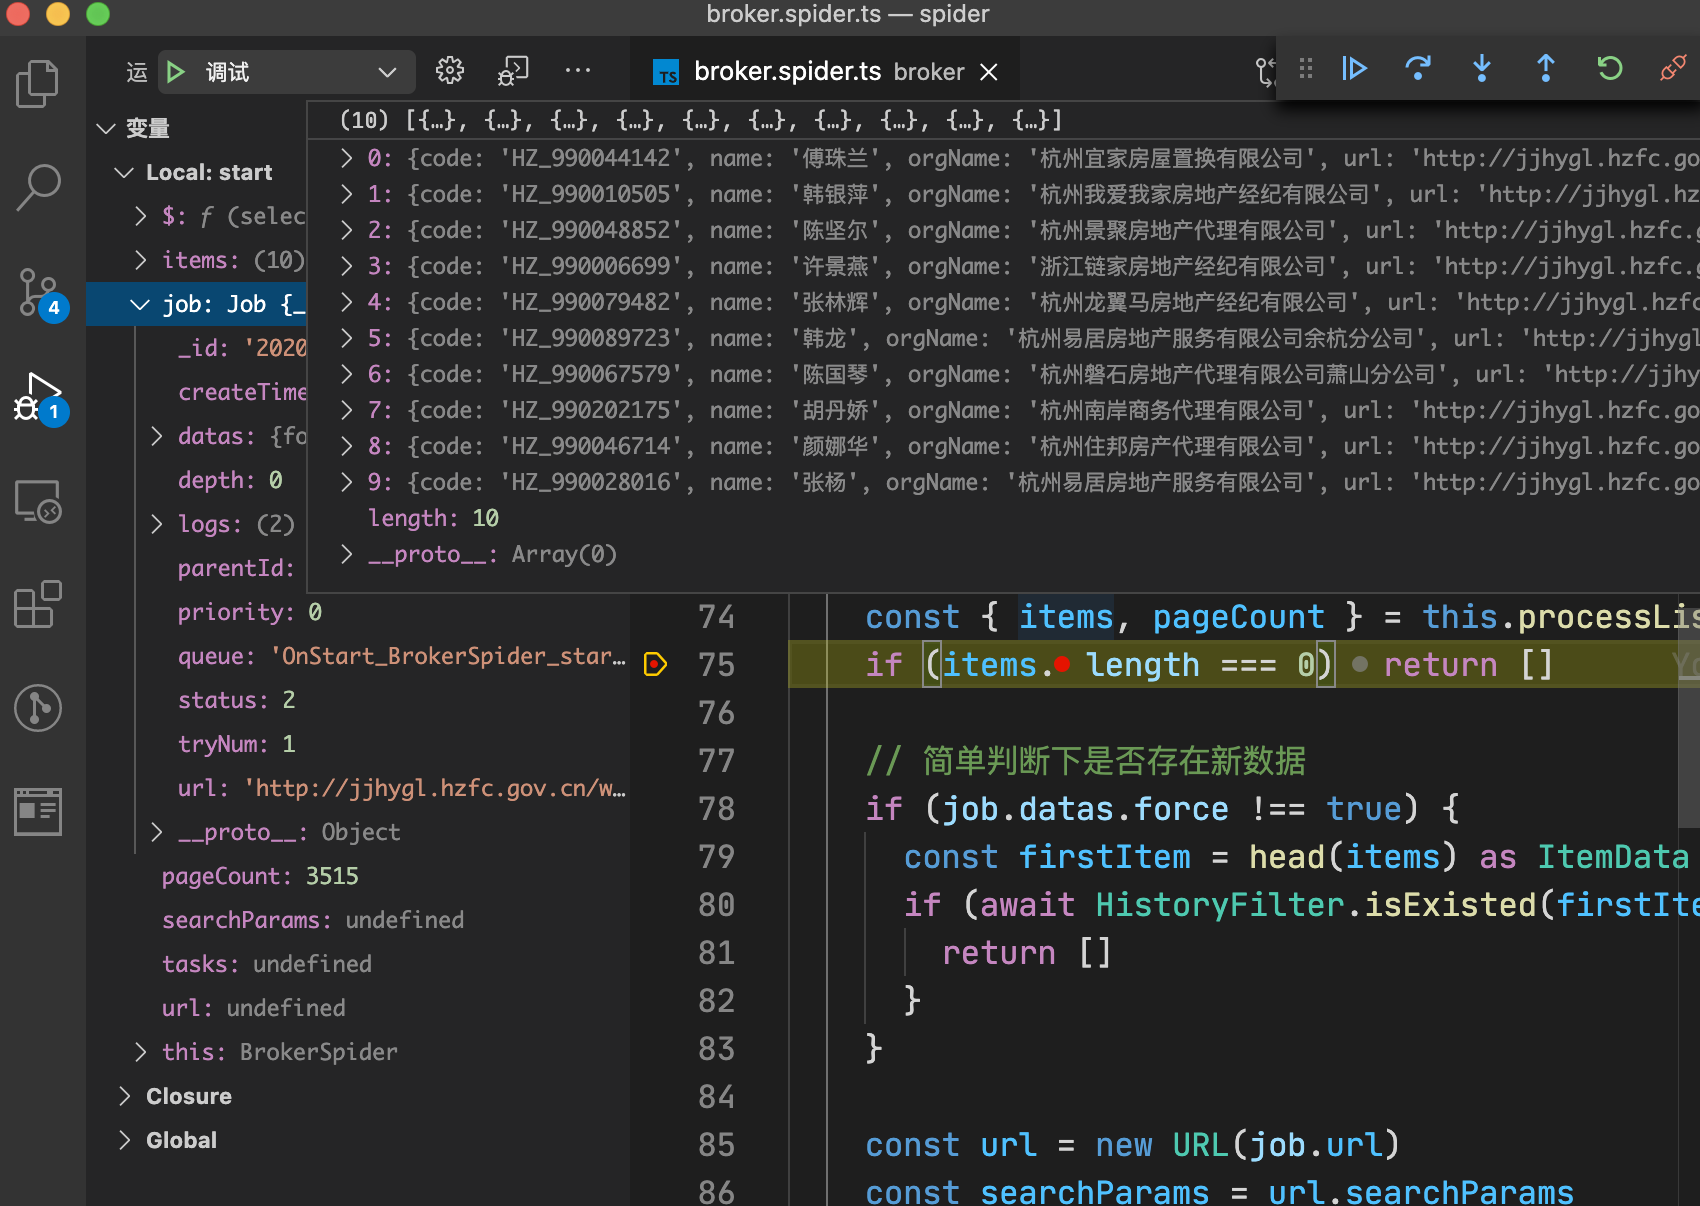 broker.spider.ts — spider
运 调试 broker.spider.ts broker
变量
Local: start
$: f (selec
items: (10)
job: Job {_
_id: '2020
createTime
datas: {fo
depth: 0
logs: (2)
parentId:
priority: 0
queue: 'OnStart_BrokerSpider_star…
status: 2
tryNum: 1
url: 'http://jjhygl.hzfc.gov.cn/w…
__proto__: Object
pageCount: 3515
searchParams: undefined
tasks: undefined
url: undefined
this: BrokerSpider
Closure
Global
4
1
(10) [{…}, {…}, {…}, {…}, {…}, {…}, {…}, {…}, {…}, {…}]
0: {code: 'HZ_990044142', name: '傅珠兰', orgName: '杭州宜家房屋置换有限公司', url: 'http://jjhygl.hzfc.go
1: {code: 'HZ_990010505', name: '韩银萍', orgName: '杭州我爱我家房地产经纪有限公司', url: 'http://jjhygl.hz
2: {code: 'HZ_990048852', name: '陈坚尔', orgName: '杭州景聚房地产代理有限公司', url: 'http://jjhygl.hzfc.g
3: {code: 'HZ_990006699', name: '许景燕', orgName: '浙江链家房地产经纪有限公司', url: 'http://jjhygl.hzfc.g
4: {code: 'HZ_990079482', name: '张林辉', orgName: '杭州龙翼马房地产经纪有限公司', url: 'http://jjhygl.hzfc
5: {code: 'HZ_990089723', name: '韩龙', orgName: '杭州易居房地产服务有限公司余杭分公司', url: 'http://jjhygl
6: {code: 'HZ_990067579', name: '陈国琴', orgName: '杭州磐石房地产代理有限公司萧山分公司', url: 'http://jjhy
7: {code: 'HZ_990202175', name: '胡丹娇', orgName: '杭州南岸商务代理有限公司', url: 'http://jjhygl.hzfc.go
8: {code: 'HZ_990046714', name: '颜娜华', orgName: '杭州住邦房产代理有限公司', url: 'http://jjhygl.hzfc.go
9: {code: 'HZ_990028016', name: '张杨', orgName: '杭州易居房地产服务有限公司', url: 'http://jjhygl.hzfc.go
length: 10
__proto__: Array(0)
74 const { items, pageCount } = this.processLis
75 if (items. length === 0) return [] Yo
76
77 // 简单判断下是否存在新数据
78 if (job.datas.force !== true) {
79 const firstItem = head(items) as ItemData
80 if (await HistoryFilter.isExisted(firstIte
81 return []
82 }
83 }
84
85 const url = new URL(job.url)
86 const searchParams = url.searchParams